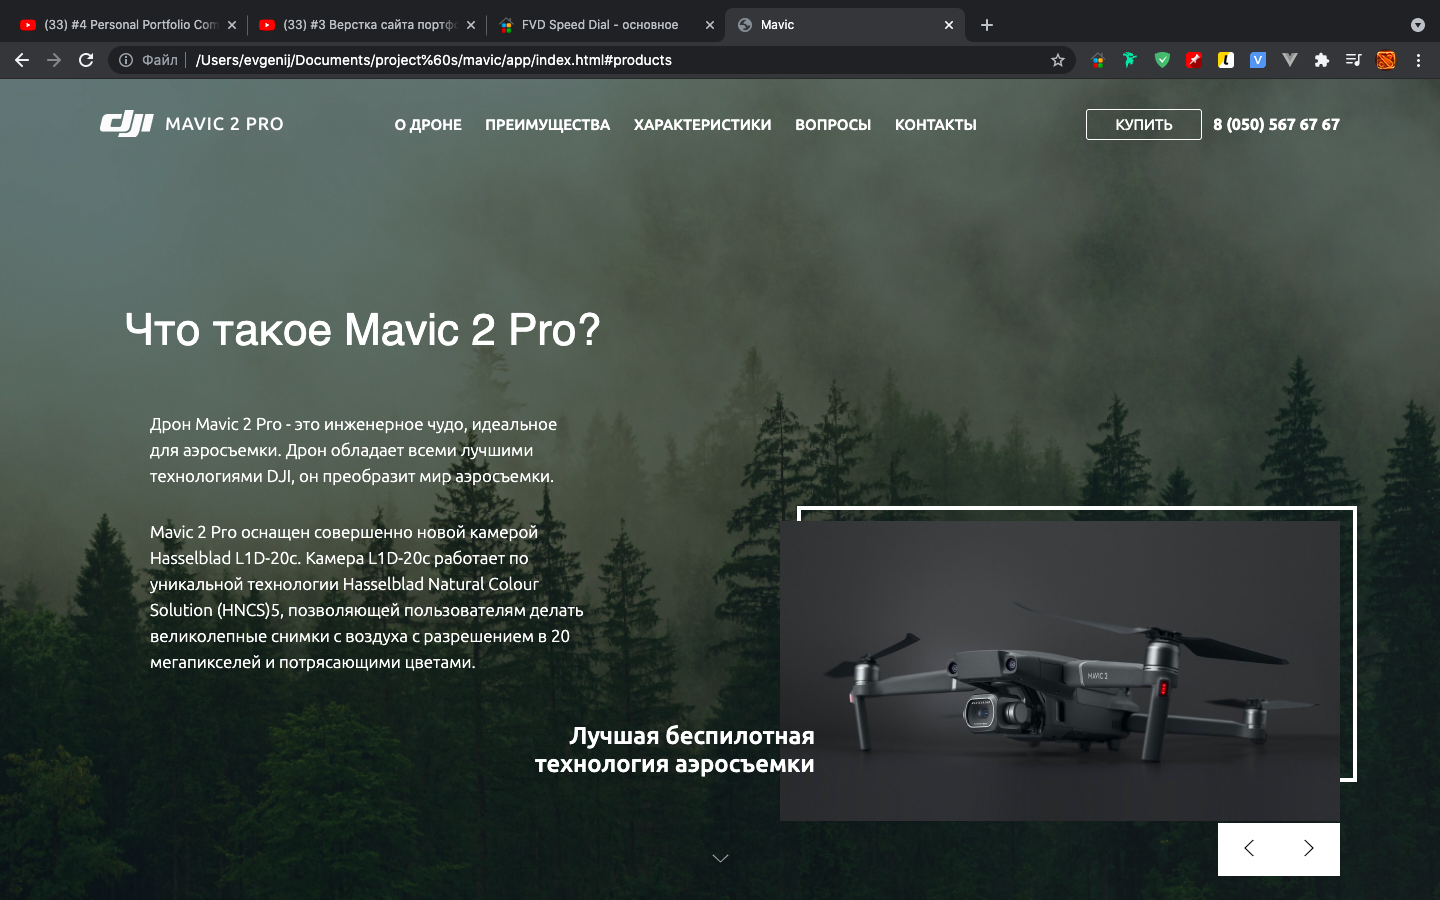 (33) #4 Personal Portfolio Com
(33) #3 Верстка сайта портфо
FVD Speed Dial - основное
Mavic
Файл
/Users/evgenij/Documents/project%60s/mavic/app/index.html#products
dji MAVIC 2 PRO
О ДРОНЕ
ПРЕИМУЩЕСТВА
ХАРАКТЕРИСТИКИ
ВОПРОСЫ
КОНТАКТЫ
КУПИТЬ
8 (050) 567 67 67
Что такое Mavic 2 Pro?
Дрон Mavic 2 Pro - это инженерное чудо, идеальное
для аэросъемки. Дрон обладает всеми лучшими
технологиями DJI, он преобразит мир аэросъемки.
Mavic 2 Pro оснащен совершенно новой камерой
Hasselblad L1D-20c. Камера L1D-20c работает по
уникальной технологии Hasselblad Natural Colour
Solution (HNCS)5, позволяющей пользователям делать
великолепные снимки с воздуха с разрешением в 20
мегапикселей и потрясающими цветами.
MAVIC 2
Лучшая беспилотная
технология аэросъемки